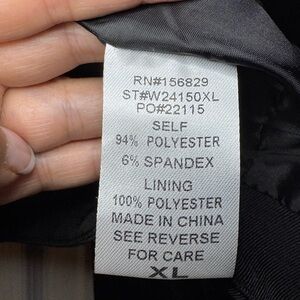 RN#156829
ST#W24150XL
PO#22115
SELF
94% POLYESTER
6% SPANDEX
LINING
100% POLYESTER
MADE IN CHINA
SEE REVERSE
FOR CARE
XL